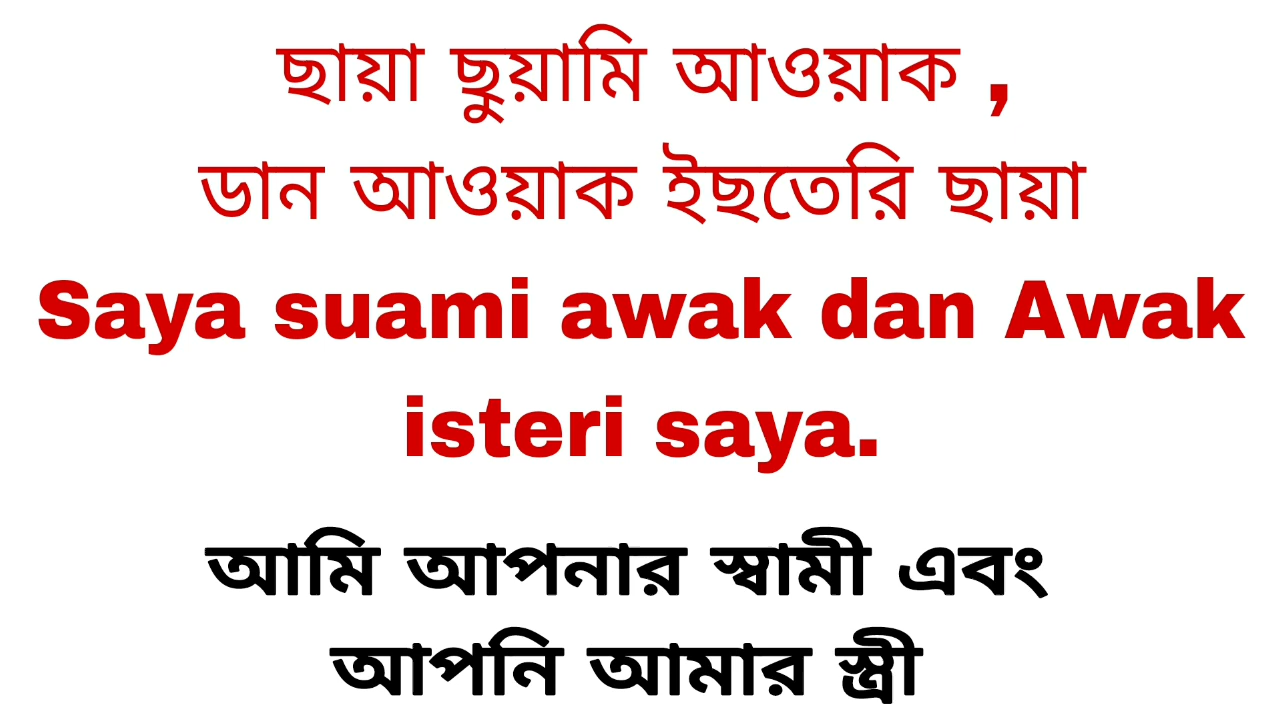 ছায়া ছুয়ামি আওয়াক ,
ডান আওয়াক ইছতেরি ছায়া
Saya suami awak dan Awak
isteri saya.
আমি আপনার স্বামী এবং
আপনি আমার স্ত্রী